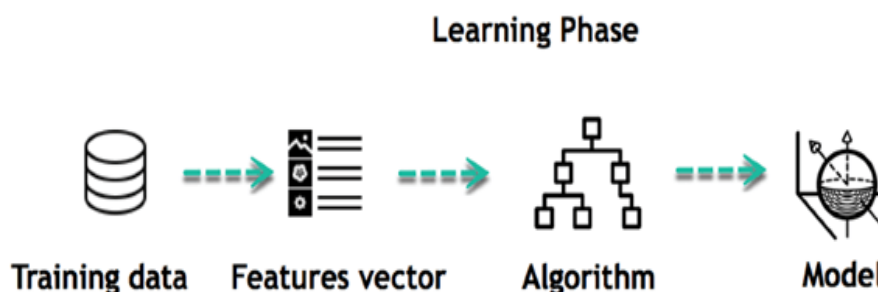 Learning Phase
Training data
Features vector
Algorithm
Model